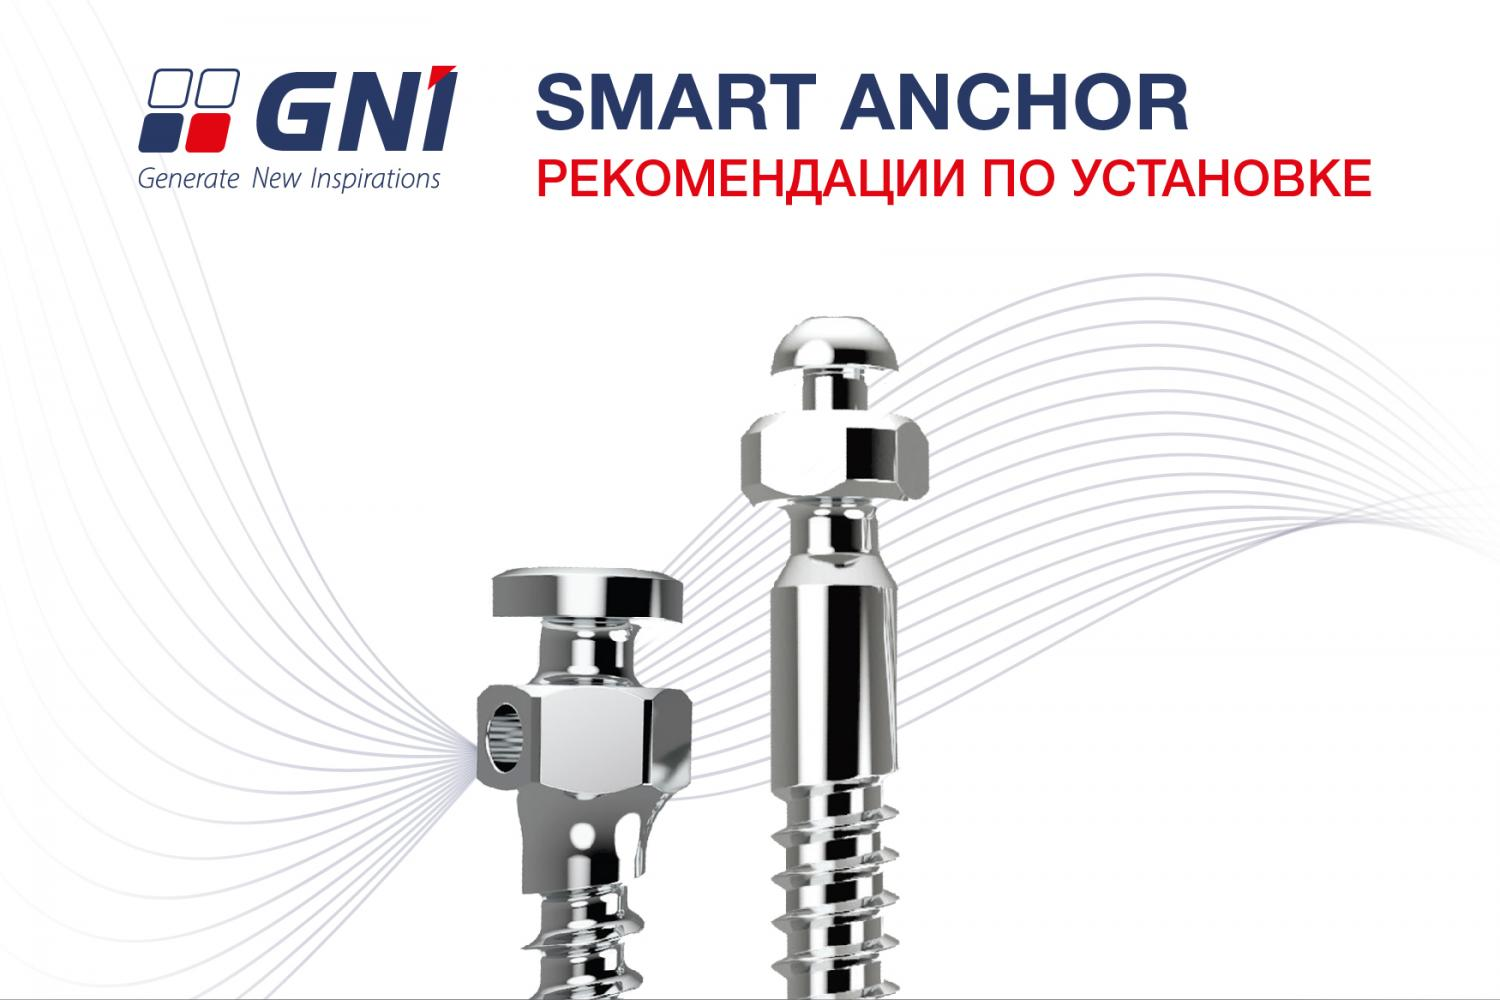 GNI
Generate New Inspirations
SMART ANCHOR
РЕКОМЕНДАЦИИ ПО УСТАНОВКЕ